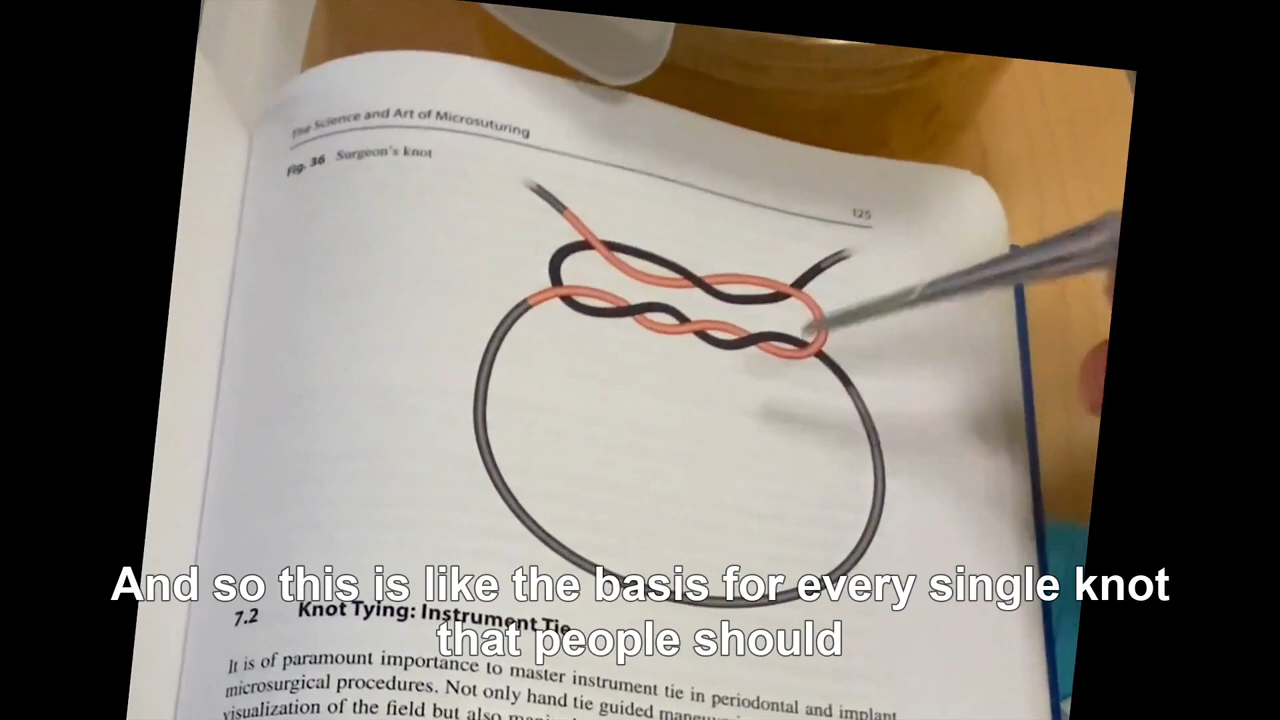 The Science and Art of Microsuturing
Fig. 36 Surgeon's knot
125
And so this is like the basis for every single knot
that people should
7.2 Knot Tying: Instrument Tie
It is of paramount importance to master instrument tie in periodontal and implant
microsurgical procedures. Not only hand tie guided
visualization of the field but also